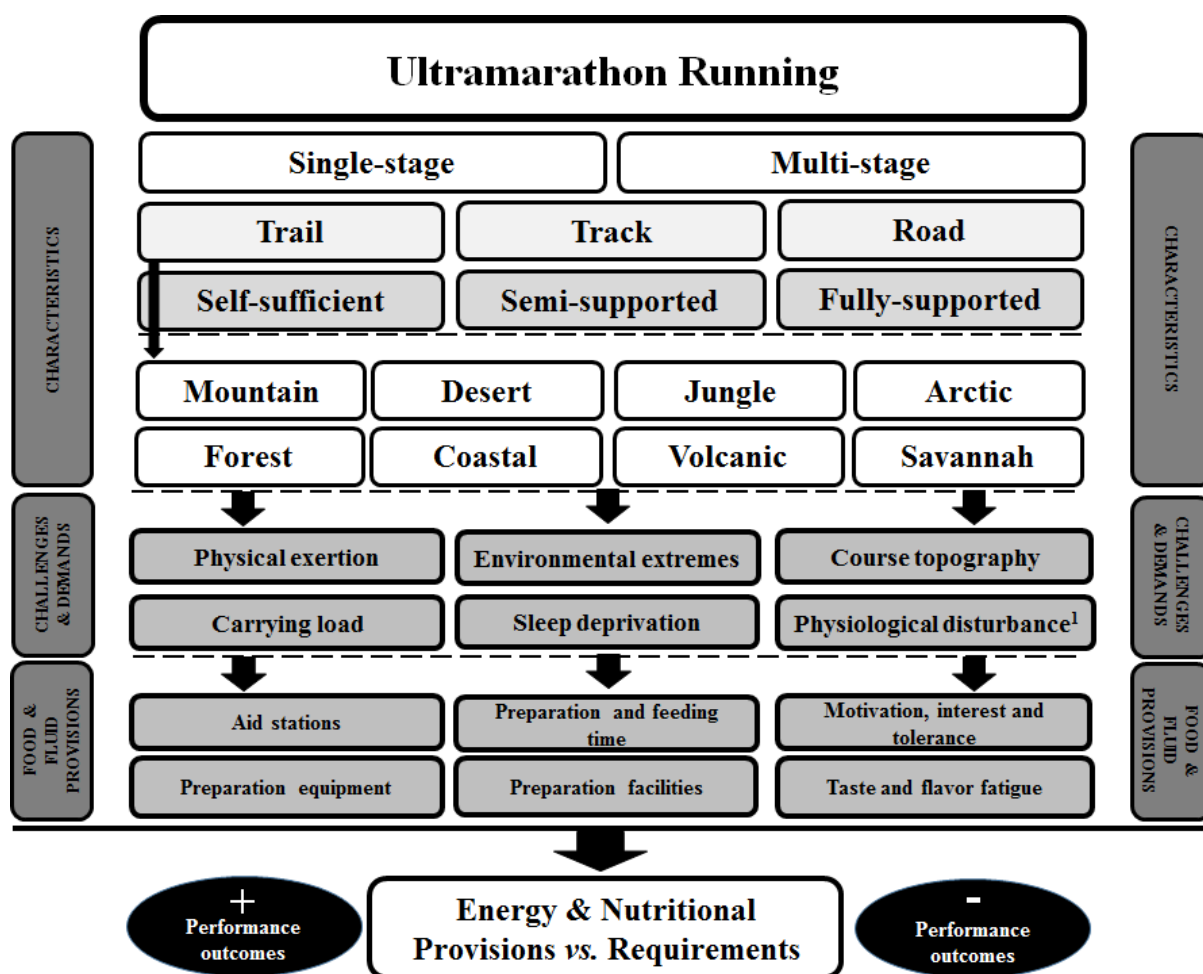 Ultramarathon Running
CHARACTERISTICS
Single-stage
Multi-stage
CHARACTERISTICS
Trail
Track
Road
Self-sufficient
Semi-supported
Fully-supported
Mountain
Desert
Jungle
Arctic
Forest
Coastal
Volcanic
Savannah
CHALLENGES
& DEMANDS
Physical exertion
Environmental extremes
Course topography
CHALLENGES
& DEMANDS
Carrying load
Sleep deprivation
Physiological disturbance¹
FOOD &
FLUID
PROVISIONS
Aid stations
Preparation and feeding
time
Motivation, interest and
tolerance
FOOD &
FLUID
PROVISIONS
Preparation equipment
Preparation facilities
Taste and flavor fatigue
+
Performance
outcomes
Energy & Nutritional
Provisions vs. Requirements
-
Performance
outcomes